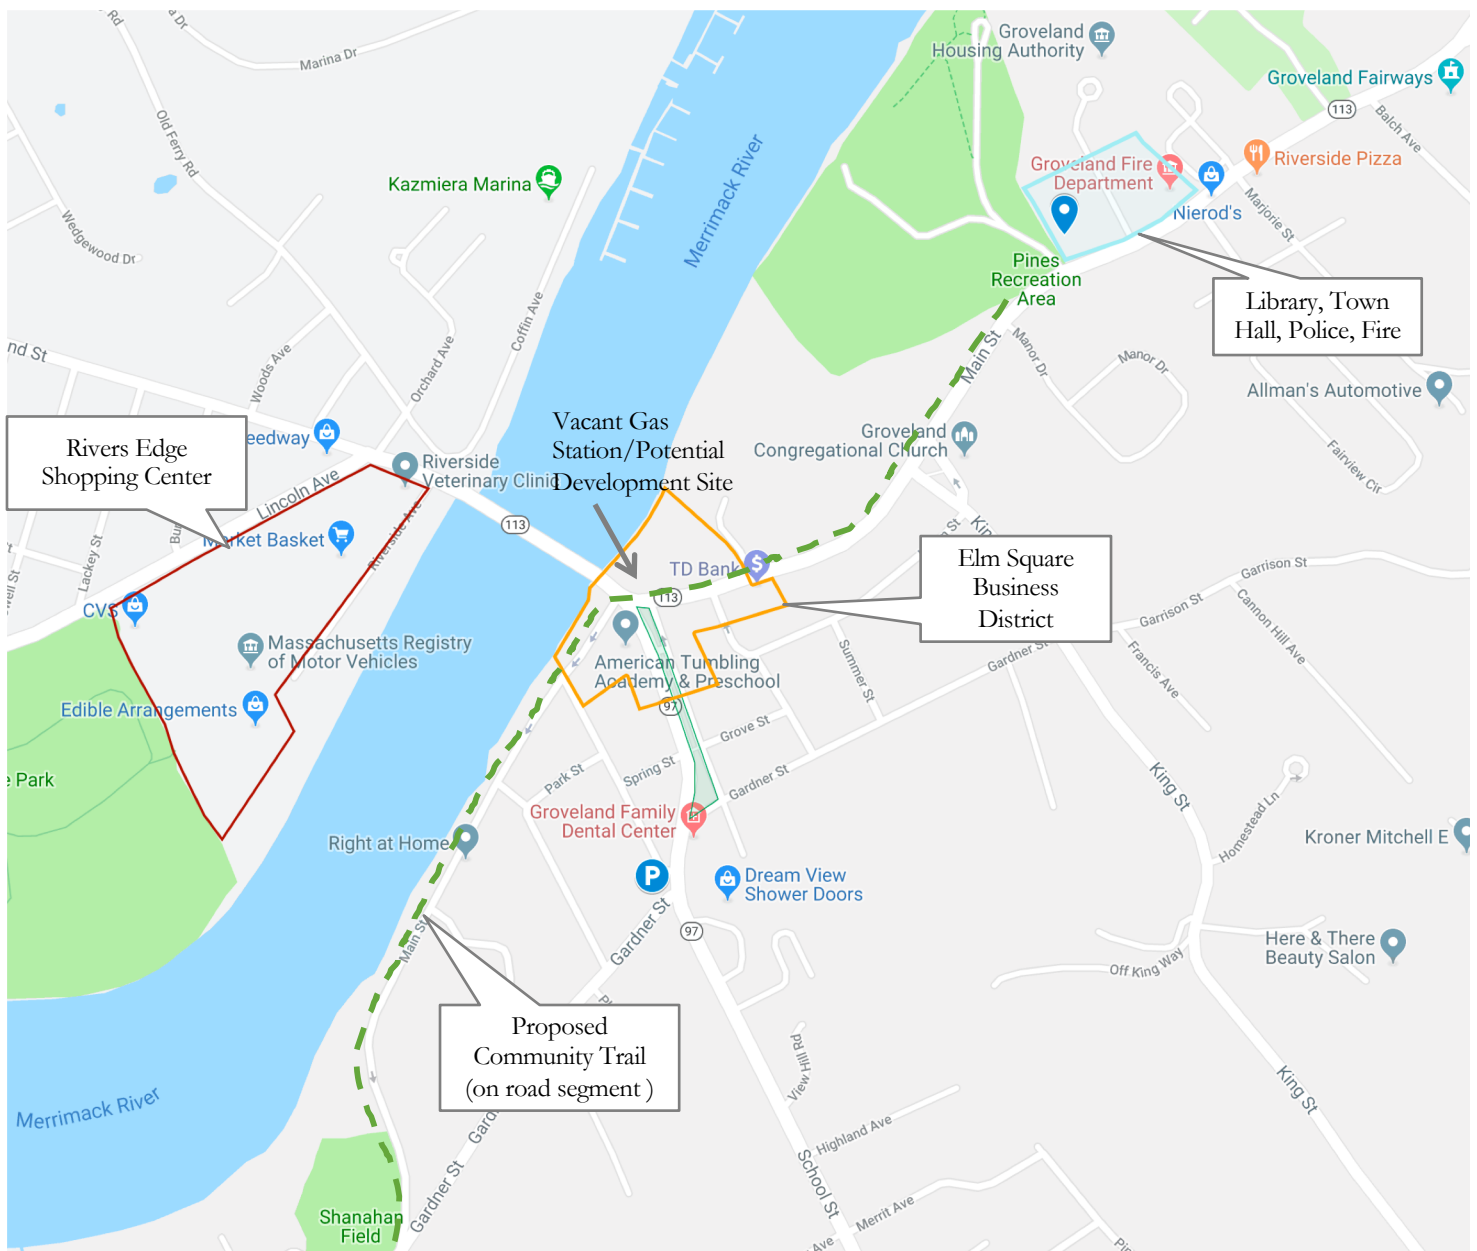 Rd
a Dr
Marina Dr
Groveland
Housing Authority
Groveland Fairways
113
Balch Ave
Old Ferry Rd
Merrimack River
Groveland Fire
Department
Riverside Pizza
Kazmiera Marina
Nierod's
Marjorie St
Wedgewood Dr
Pines
Recreation
Area
Library, Town
Hall, Police, Fire
Coffin Ave
nd St
Woods Ave
Orchard Ave
Main St
Manor Dr
Manor Dr
Allman's Automotive
Vacant Gas
Station/Potential
Development Site
Rivers Edge
Shopping Center
eedway
Groveland
Congregational Church
Riverside
Veterinary Clinic
Fairview Cir
Lincoln Ave
113
Market Basket
Riverside Ave
Lackey St
well St
St
Elm Square
Business
District
TD Bank
113
Garrison St
Garrison St
Cannon Hill Ave
CVS
Massachusetts Registry
of Motor Vehicles
American Tumbling
Academy & Preschool
Summer St
Gardner St
Francis Ave
Edible Arrangements
97
Grove St
e Park
Park St
Spring St
Gardner St
King St
Groveland Family
Dental Center
Homestead Ln
Right at Home
Kroner Mitchell E
P
Dream View
Shower Doors
Gardner St
97
Main St
Here & There
Beauty Salon
Off King Way
Proposed
Community Trail
(on road segment )
View Hill Rd
King St
Merrimack River
Highland Ave
School St
Gardner St
Shanahan
Field
Merrit Ave
Ave